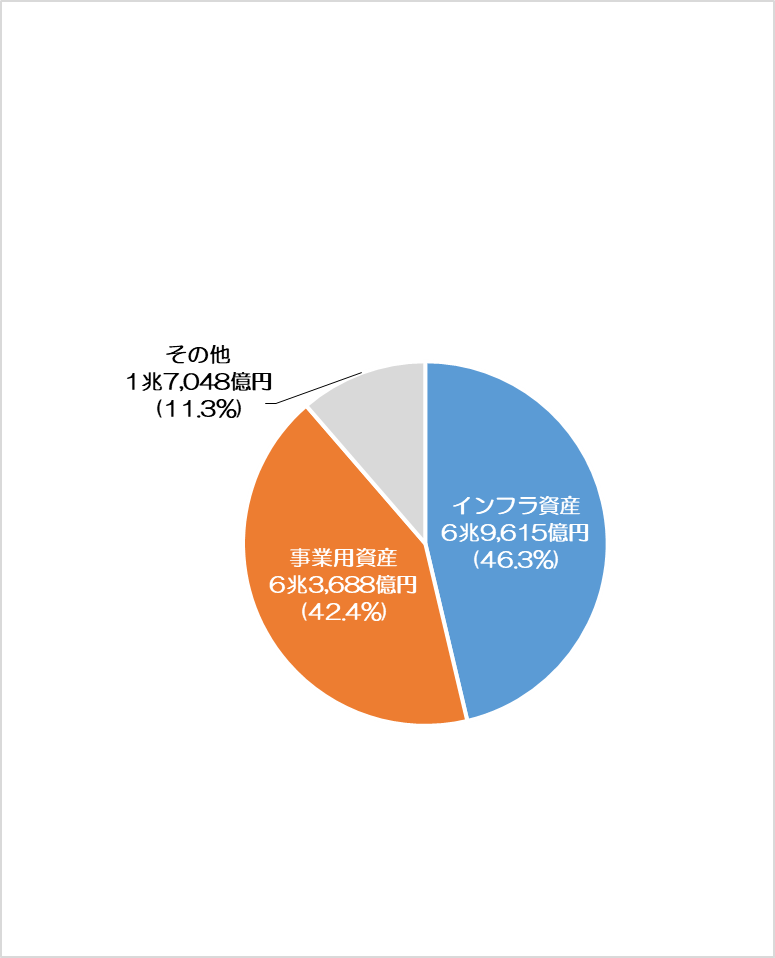 その他
1兆7,048億円
(11.3%)
インフラ資産
6兆9,615億円
(46.3%)
事業用資産
6兆3,688億円
(42.4%)